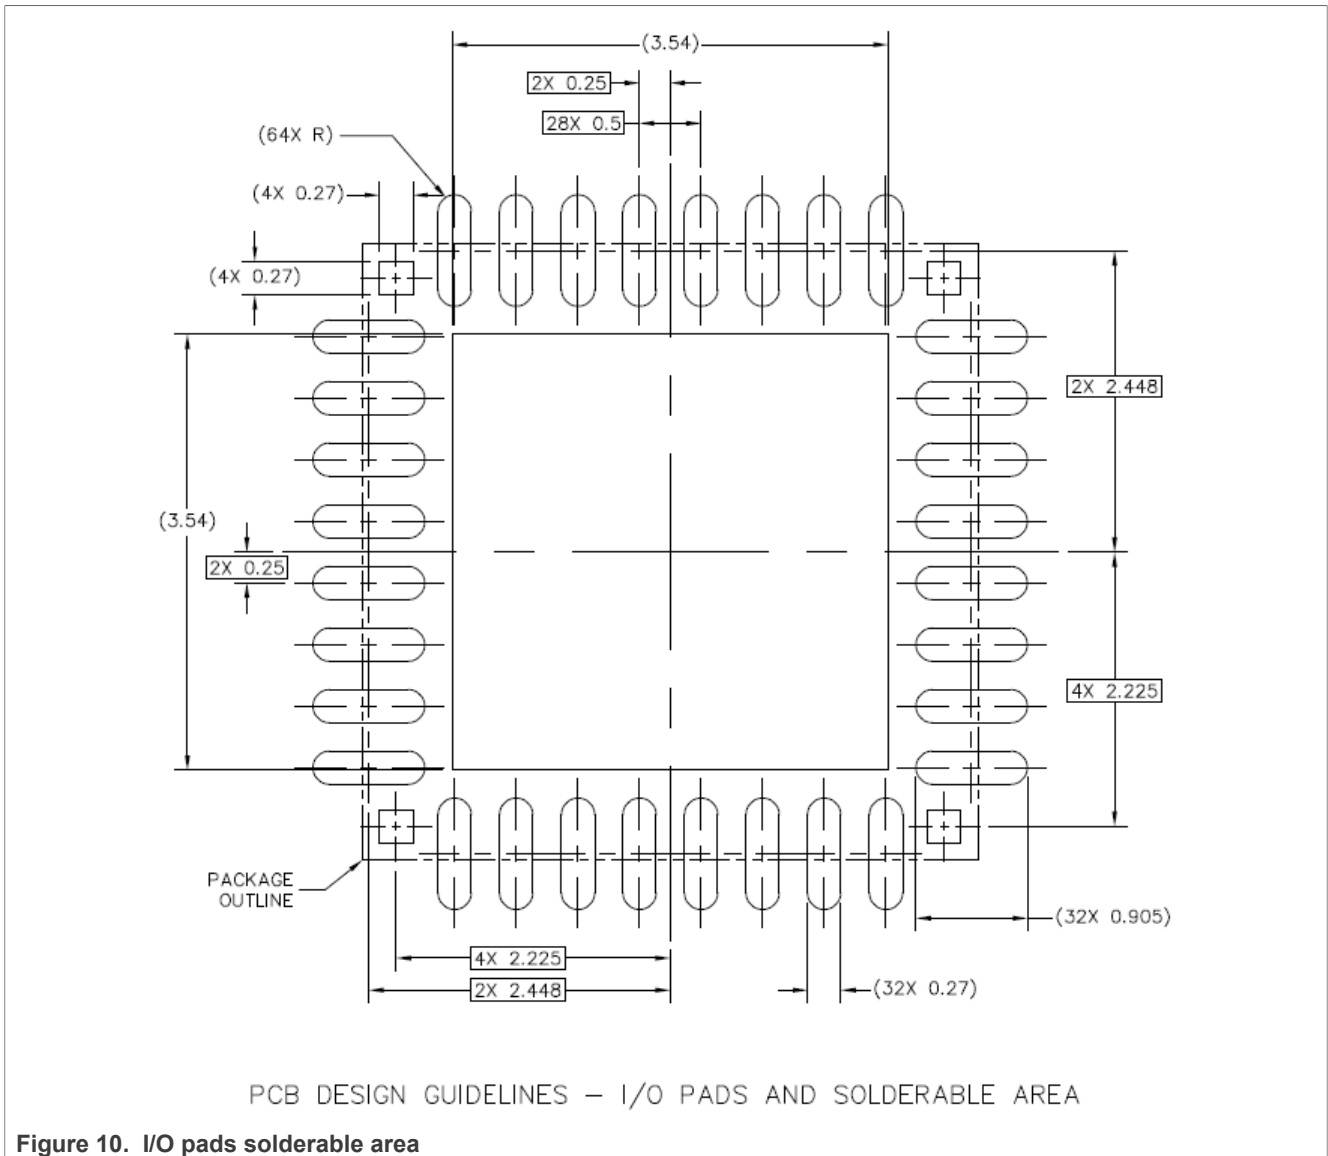 (3.54)
2X 0.25
28X 0.5
(64X R)
(4X 0.27)
(4X 0.27)
2X 2.448
(3.54)
2X 0.25
4X 2.225
PACKAGE
OUTLINE
(32X 0.905)
4X 2.225
2X 2.448
(32X 0.27)
PCB DESIGN GUIDELINES – I/O PADS AND SOLDERABLE AREA
Figure 10. I/O pads solderable area